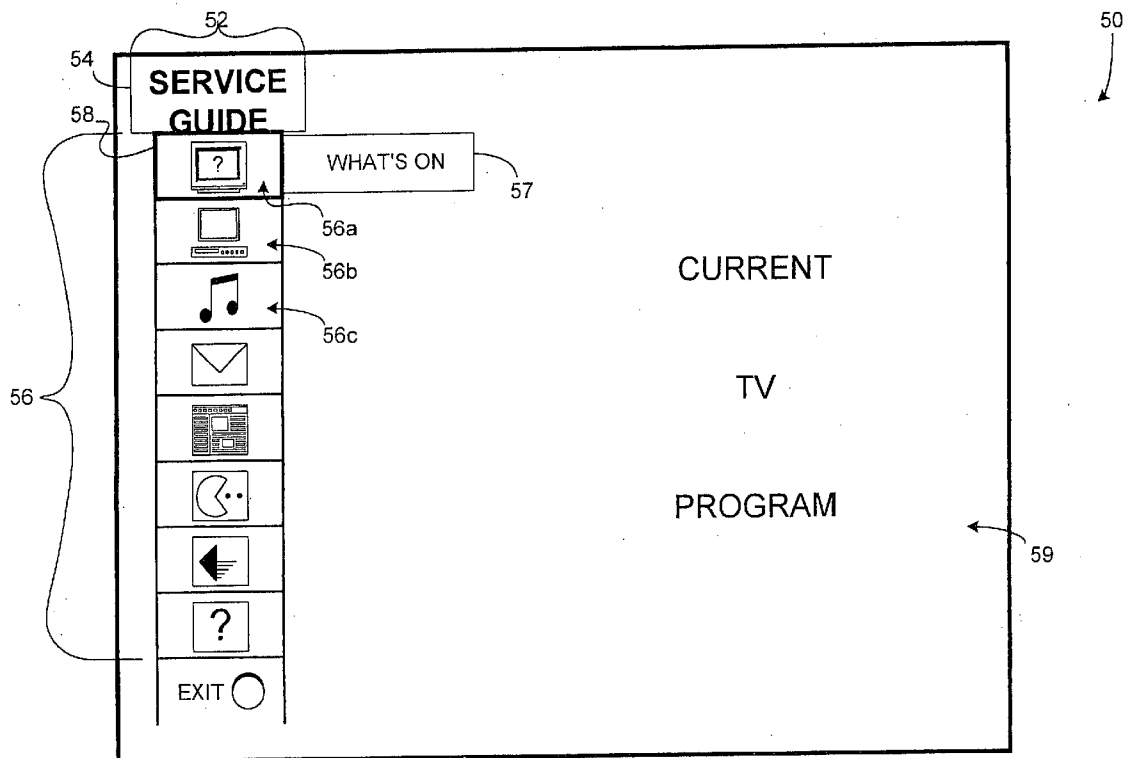 52
50
54
SERVICE
GUIDE
58
?
WHAT'S ON
57
56a
56b
CURRENT
56c
56
TV
PROGRAM
59
?
EXIT